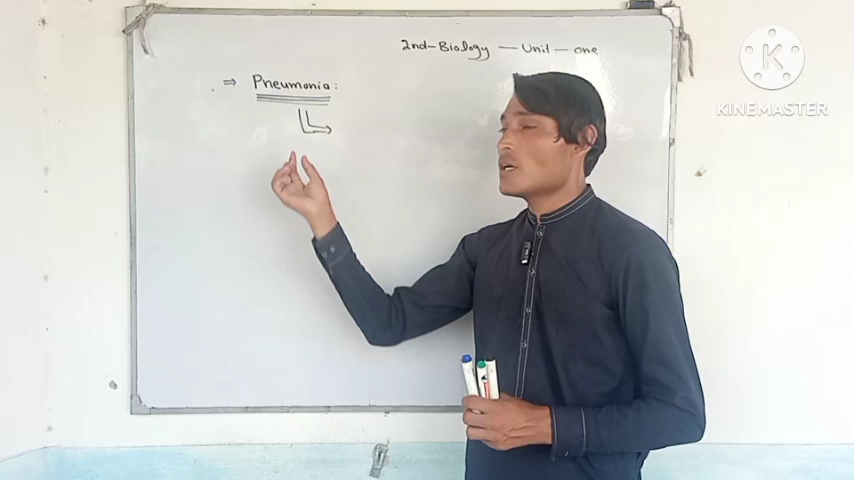 2nd-Biology — Unit — one
⇒ Pneumonia:
K
KINEMASTER